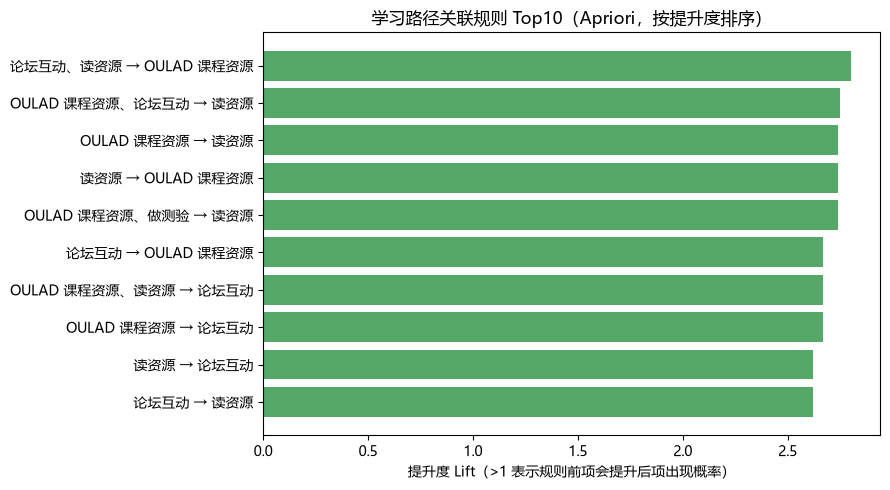 学习路径关联规则 Top10（Apriori，按提升度排序）
论坛互动、读资源 → OULAD 课程资源
OULAD 课程资源、论坛互动 → 读资源
OULAD 课程资源 → 读资源
读资源 → OULAD 课程资源
OULAD 课程资源、做测验 → 读资源
论坛互动 → OULAD 课程资源
OULAD 课程资源、读资源 → 论坛互动
OULAD 课程资源 → 论坛互动
读资源 → 论坛互动
论坛互动 → 读资源
0.0 0.5 1.0 1.5 2.0 2.5
提升度 Lift（>1 表示规则前项会提升后项出现概率）